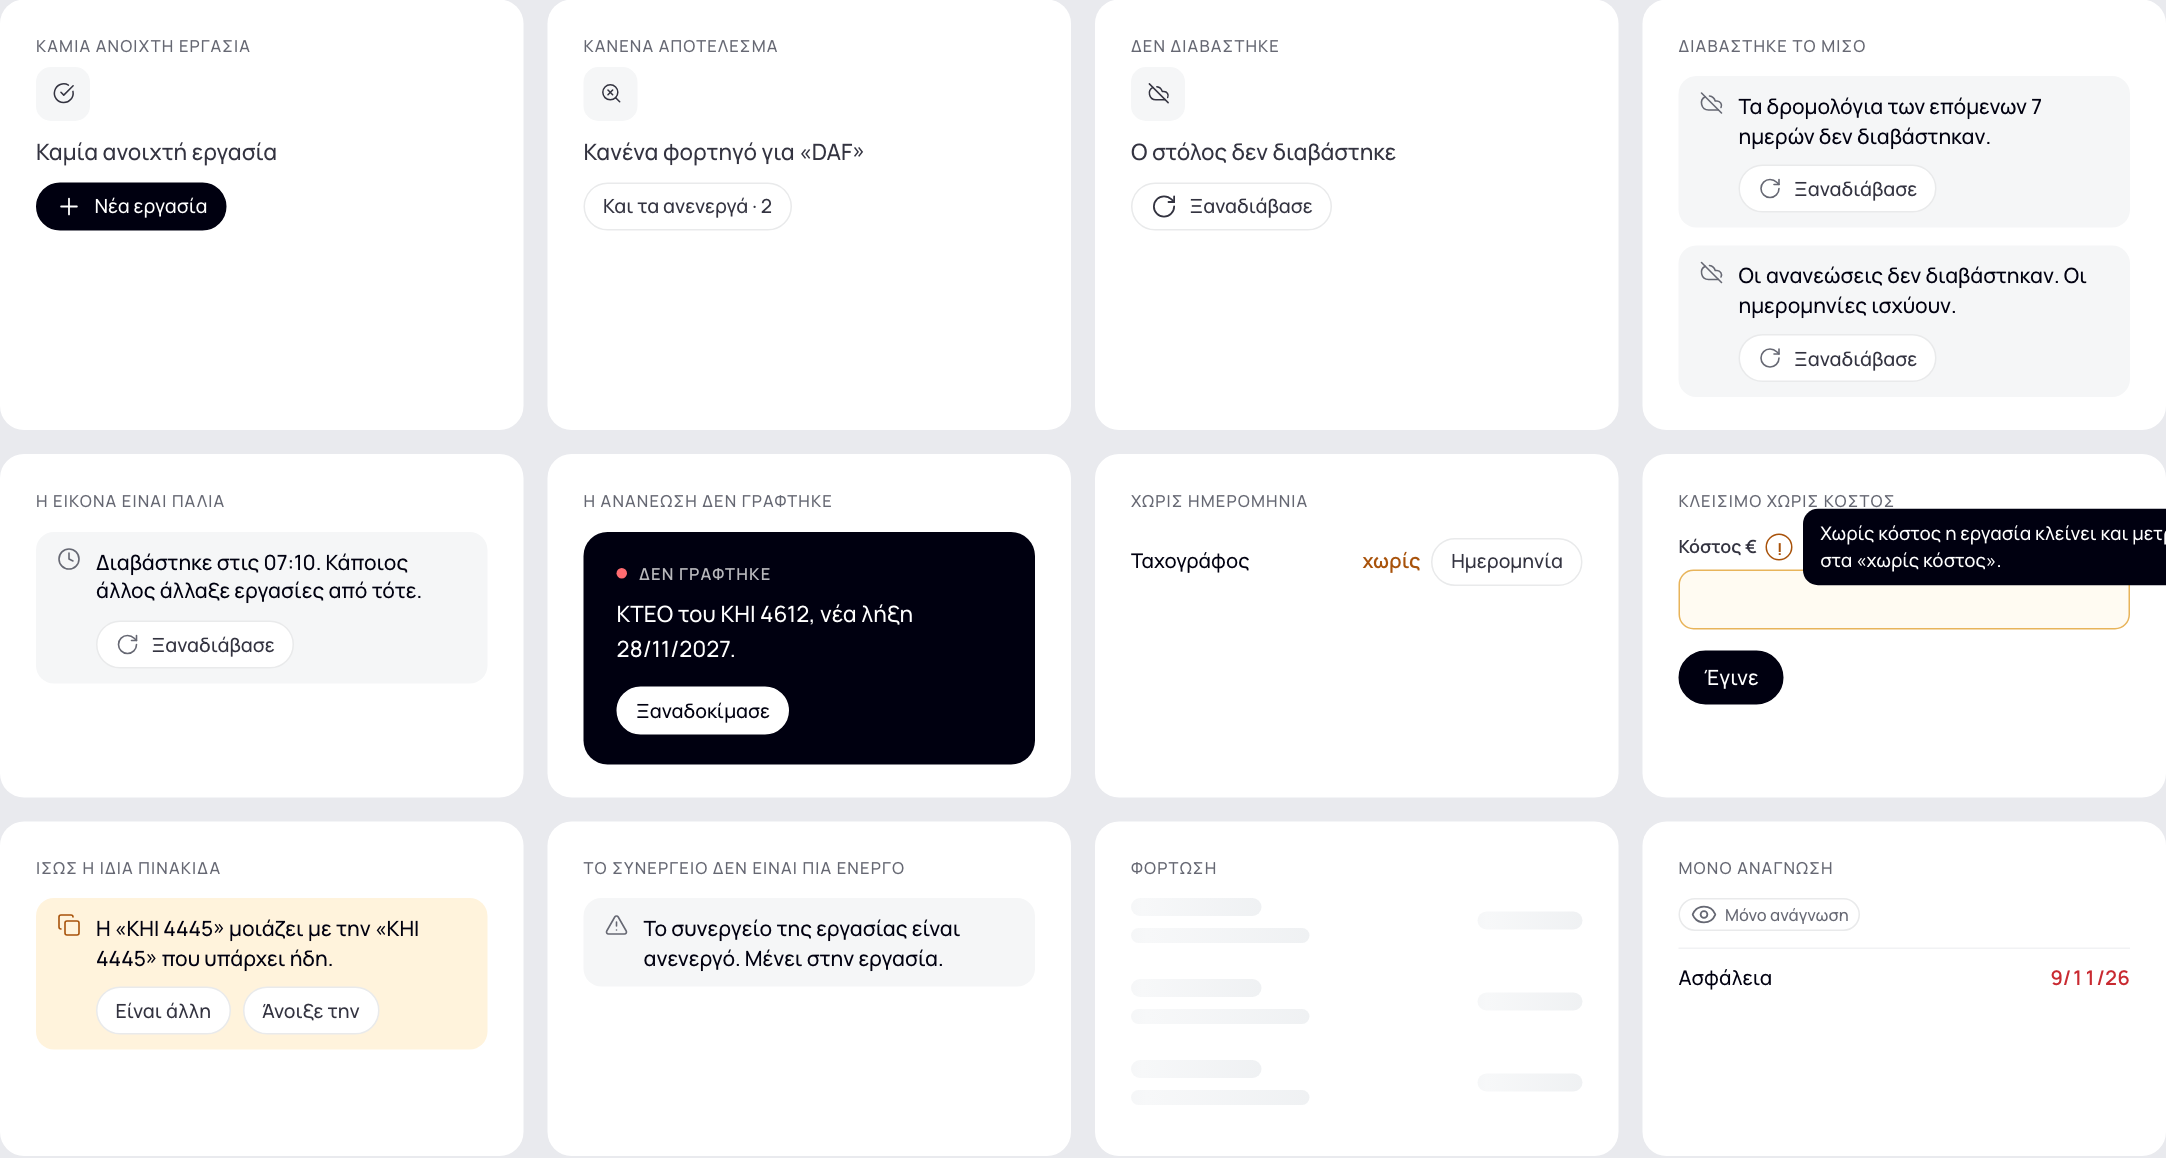 ΚΑΜΙΑ ΑΝΟΙΧΤΗ ΕΡΓΑΣΙΑ
Καμία ανοιχτή εργασία
Νέα εργασία
ΚΑΝΕΝΑ ΑΠΟΤΕΛΕΣΜΑ
Κανένα φορτηγό για «DAF»
Και τα ανενεργά · 2
ΔΕΝ ΔΙΑΒΑΣΤΗΚΕ
Ο στόλος δεν διαβάστηκε
Ξαναδιάβασε
ΔΙΑΒΑΣΤΗΚΕ ΤΟ ΜΙΣΟ
Τα δρομολόγια των επόμενων 7
ημερών δεν διαβάστηκαν.
Ξαναδιάβασε
Οι ανανεώσεις δεν διαβάστηκαν. Οι
ημερομηνίες ισχύουν.
Ξαναδιάβασε
Η ΕΙΚΟΝΑ ΕΙΝΑΙ ΠΑΛΙΑ
Διαβάστηκε στις 07:10. Κάποιος
άλλος άλλαξε εργασίες από τότε.
Ξαναδιάβασε
Η ΑΝΑΝΕΩΣΗ ΔΕΝ ΓΡΑΦΤΗΚΕ
ΔΕΝ ΓΡΑΦΤΗΚΕ
ΚΤΕΟ του ΚΗΙ 4612, νέα λήξη
28/11/2027.
Ξαναδοκίμασε
ΧΩΡΙΣ ΗΜΕΡΟΜΗΝΙΑ
Ταχογράφος
χωρίς
Ημερομηνία
ΚΛΕΙΣΙΜΟ ΧΩΡΙΣ ΚΟΣΤΟΣ
Κόστος €
Χωρίς κόστος η εργασία κλείνει και
στα «χωρίς κόστος».
Έγινε
ΙΣΩΣ Η ΙΔΙΑ ΠΙΝΑΚΙΔΑ
Η «ΚΗΙ 4445» μοιάζει με την «ΚΗΙ
4445» που υπάρχει ήδη.
Είναι άλλη
Άνοιξε την
ΤΟ ΣΥΝΕΡΓΕΙΟ ΔΕΝ ΕΙΝΑΙ ΠΙΑ ΕΝΕΡΓΟ
Το συνεργείο της εργασίας είναι
ανενεργό. Μένει στην εργασία.
ΦΟΡΤΩΣΗ
ΜΟΝΟ ΑΝΑΓΝΩΣΗ
Μόνο ανάγνωση
Ασφάλεια
9/11/26